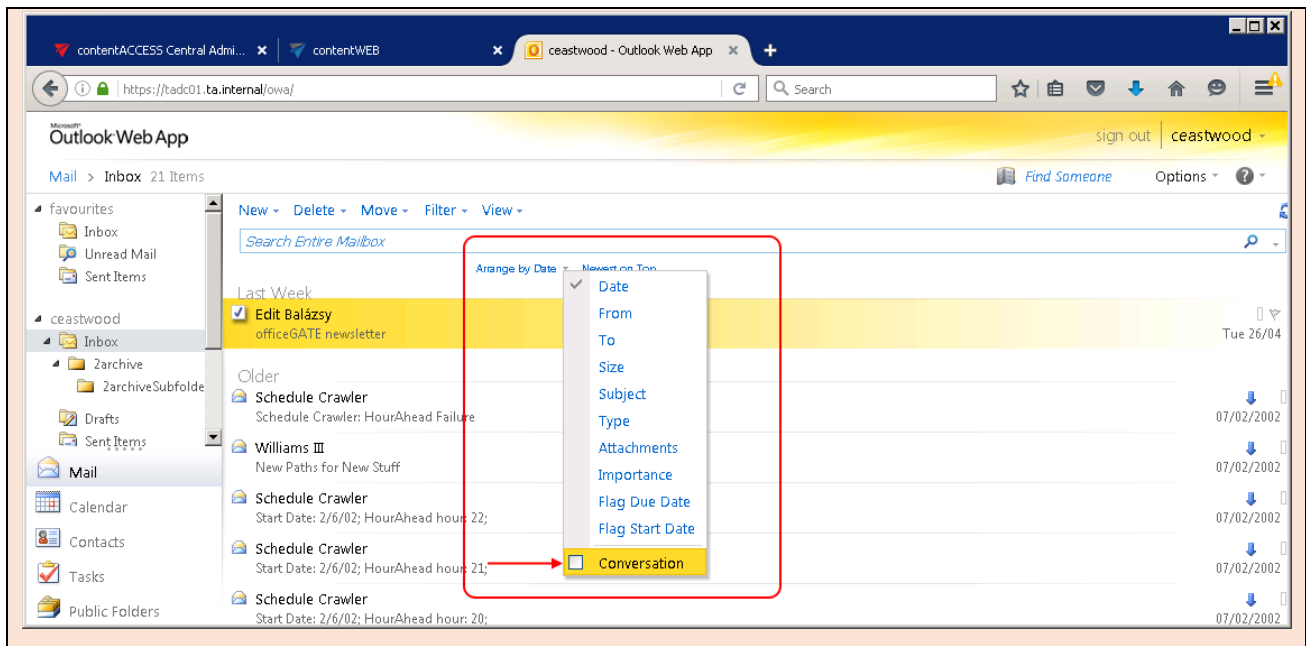 contentACCESS Central Admi...
contentWEB
ceastwood - Outlook Web App
https://tadc01.ta.internal/owa/
Search
Microsoft®
Outlook Web App
sign out
ceastwood
Mail > Inbox 21 Items
Find Someone
Options
favourites
Inbox
Unread Mail
Sent Items
ceastwood
Inbox
2archive
2archiveSubfolde
Drafts
Sent Items
Mail
Calendar
Contacts
Tasks
Public Folders
New Delete Move Filter View
Search Entire Mailbox
Arrange by Date Newest on Top
Last Week
Edit Balázsy
officeGATE newsletter
Tue 26/04
Older
Schedule Crawler
Schedule Crawler: HourAhead Failure
07/02/2002
Williams III
New Paths for New Stuff
07/02/2002
Schedule Crawler
Start Date: 2/6/02; HourAhead hour: 22;
07/02/2002
Schedule Crawler
Start Date: 2/6/02; HourAhead hour: 21;
07/02/2002
Schedule Crawler
Start Date: 2/6/02; HourAhead hour: 20;
07/02/2002
Date
From
To
Size
Subject
Type
Attachments
Importance
Flag Due Date
Flag Start Date
Conversation